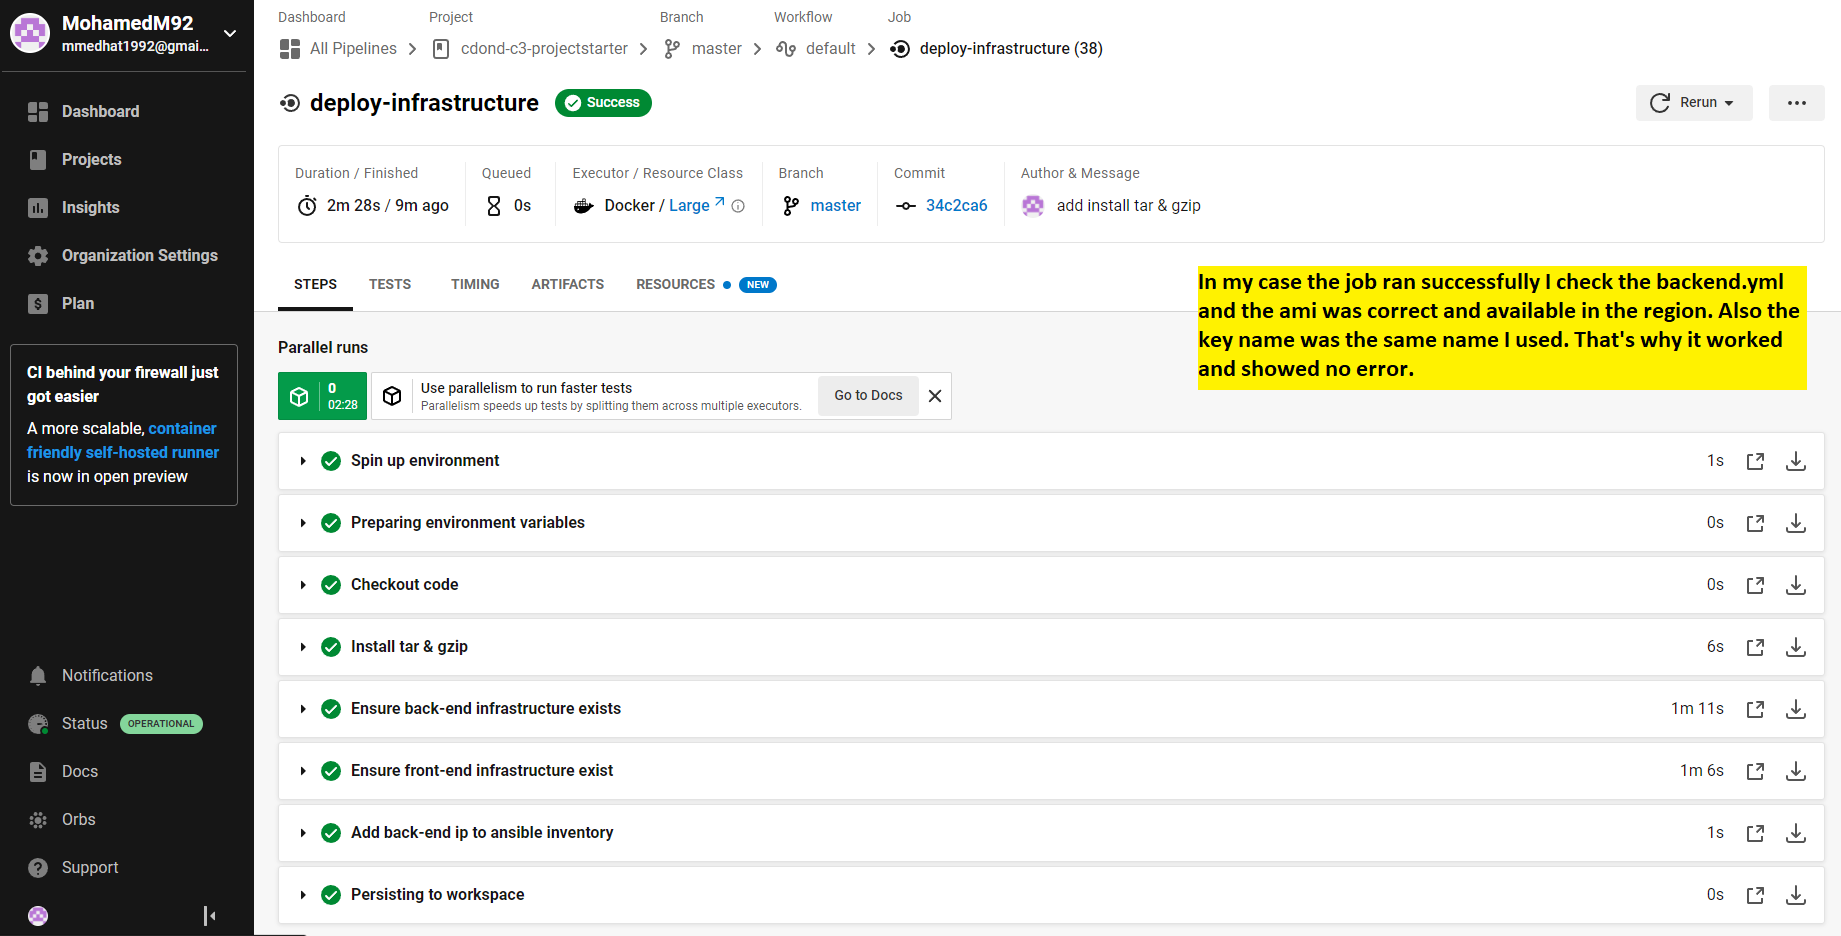 MohamedM92
mmedhat1992@gmai...
Dashboard
Projects
Insights
Organization Settings
Plan
CI behind your firewall just
got easier
A more scalable, container
friendly self-hosted runner
is now in open preview
Notifications
Status OPERATIONAL
Docs
Orbs
Support
Dashboard Project Branch Workflow Job
All Pipelines cdond-c3-projectstarter master default deploy-infrastructure (38)
deploy-infrastructure Success
Rerun
Duration / Finished Queued Executor / Resource Class Branch Commit Author & Message
2m 28s / 9m ago 0s Docker / Large master 34c2ca6 add install tar & gzip
STEPS TESTS TIMING ARTIFACTS RESOURCES NEW
In my case the job ran successfully I check the backend.yml
and the ami was correct and available in the region. Also the
key name was the same name I used. That's why it worked
and showed no error.
Parallel runs
0
02:28
Use parallelism to run faster tests
Parallelism speeds up tests by splitting them across multiple executors.
Go to Docs
Spin up environment 1s
Preparing environment variables 0s
Checkout code 0s
Install tar & gzip 6s
Ensure back-end infrastructure exists 1m 11s
Ensure front-end infrastructure exist 1m 6s
Add back-end ip to ansible inventory 1s
Persisting to workspace 0s